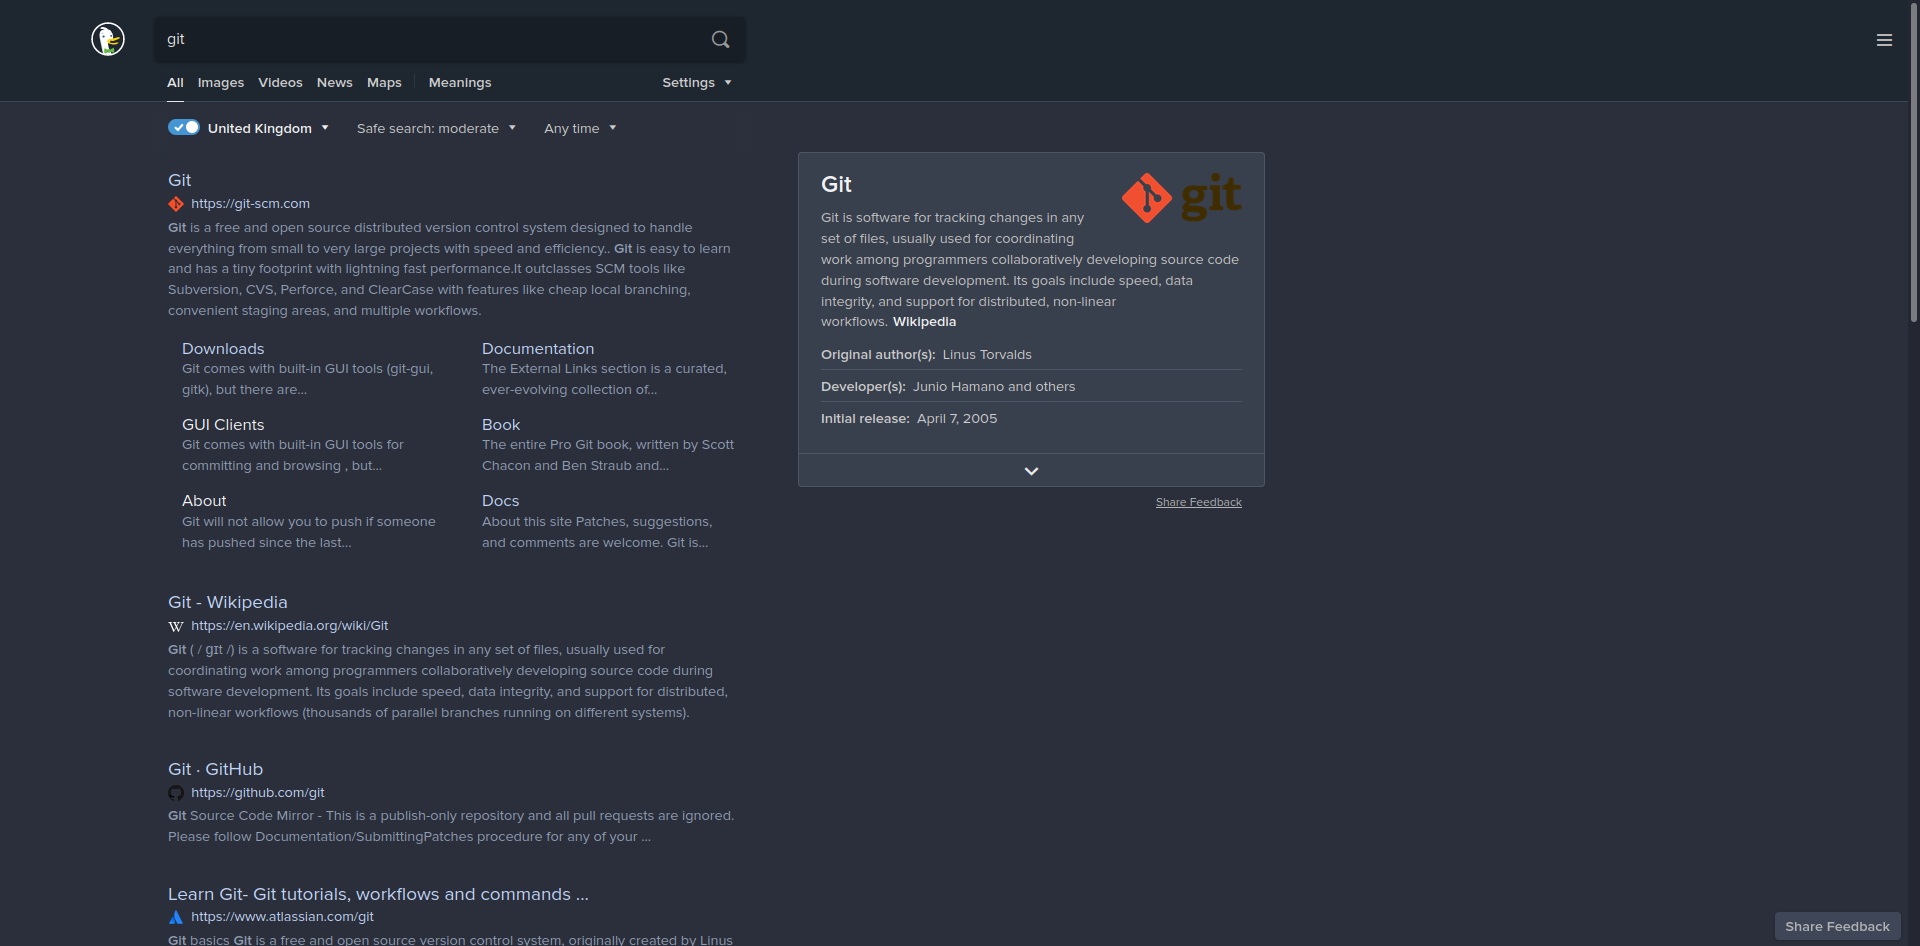 git
All Images Videos News Maps Meanings Settings
United Kingdom Safe search: moderate Any time
Git
https://git-scm.com
Git is a free and open source distributed version control system designed to handle
everything from small to very large projects with speed and efficiency.. Git is easy to learn
and has a tiny footprint with lightning fast performance.It outclasses SCM tools like
Subversion, CVS, Perforce, and ClearCase with features like cheap local branching,
convenient staging areas, and multiple workflows.
Downloads
Git comes with built-in GUI tools (git-gui,
gitk), but there are...
Documentation
The External Links section is a curated,
ever-evolving collection of...
GUI Clients
Git comes with built-in GUI tools for
committing and browsing , but...
Book
The entire Pro Git book, written by Scott
Chacon and Ben Straub and...
About
Git will not allow you to push if someone
has pushed since the last...
Docs
About this site Patches, suggestions,
and comments are welcome. Git is...
Git - Wikipedia
https://en.wikipedia.org/wiki/Git
Git ( / ɡɪt /) is a software for tracking changes in any set of files, usually used for
coordinating work among programmers collaboratively developing source code during
software development. Its goals include speed, data integrity, and support for distributed,
non-linear workflows (thousands of parallel branches running on different systems).
Git · GitHub
https://github.com/git
Git Source Code Mirror - This is a publish-only repository and all pull requests are ignored.
Please follow Documentation/SubmittingPatches procedure for any of your ...
Learn Git- Git tutorials, workflows and commands ...
https://www.atlassian.com/git
Git basics Git is a free and open source version control system, originally created by Linus
Git
git
Git is software for tracking changes in any
set of files, usually used for coordinating
work among programmers collaboratively developing source code
during software development. Its goals include speed, data
integrity, and support for distributed, non-linear
workflows. Wikipedia
Original author(s): Linus Torvalds
Developer(s): Junio Hamano and others
Initial release: April 7, 2005
Share Feedback
Share Feedback